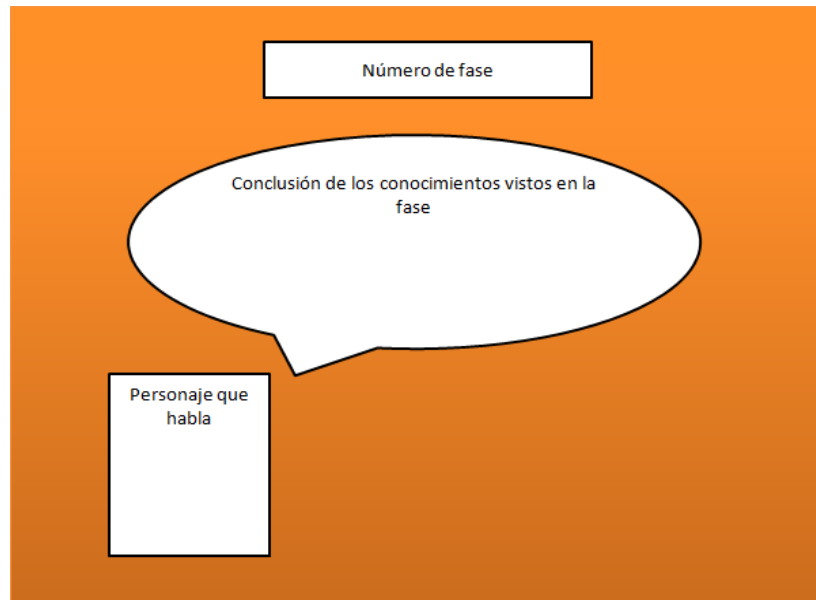 Número de fase
Conclusión de los conocimientos vistos en la
fase
Personaje que
habla